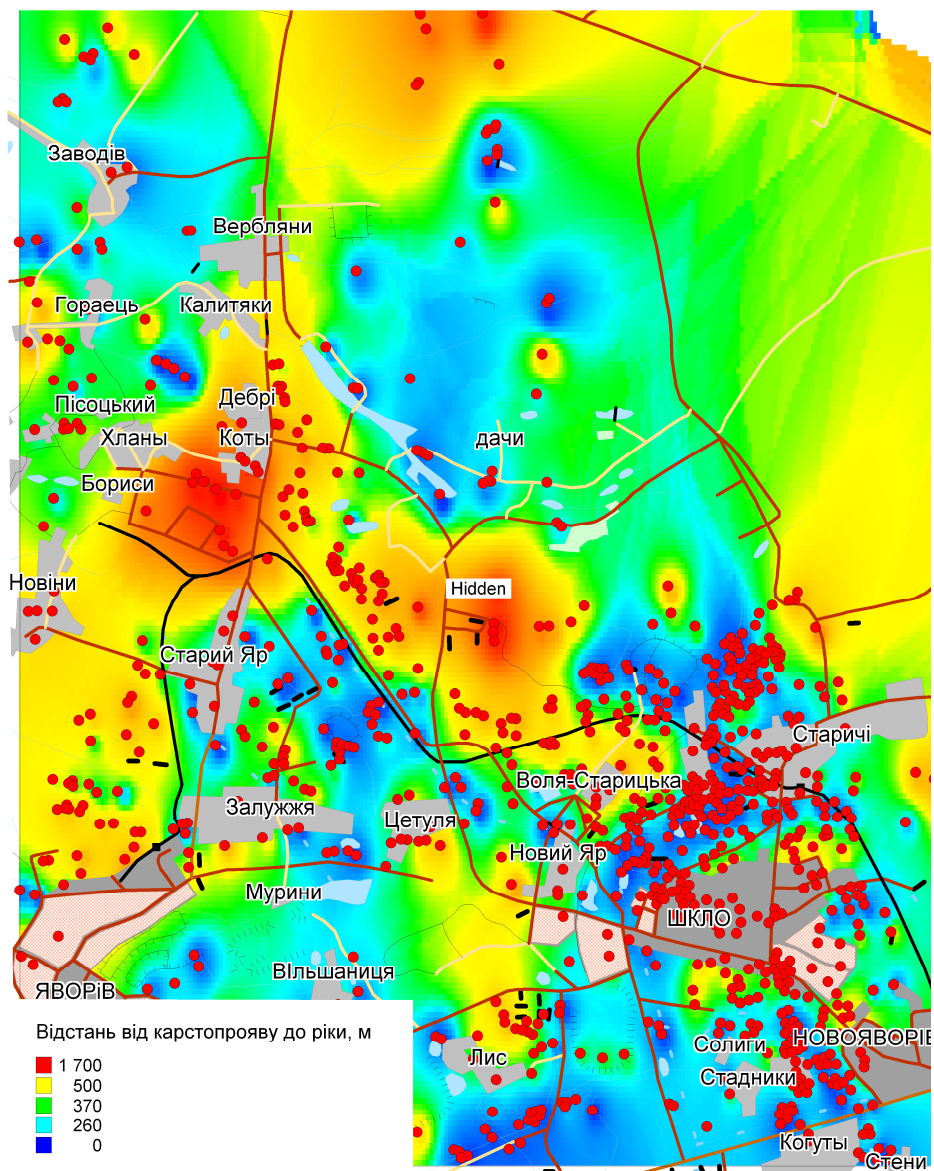 Заводів
Вербляни
Гораець
Калитяки
Пісоцький
Дебрі
Хланы
Коты
дачи
Бориси
Новіни
Hidden
Старий Яр
Старичі
Воля-Старицька
Залужжя
Цетуля
Новий Яр
Мурини
ШКЛО
ВІльшаниця
ЯВОРІВ
Відстань від карстопрояву до ріки, м
1 700
500
370
260
0
Солиги
НОВОЯВОРІВ
Лис
Стадники
Когуты
Стени